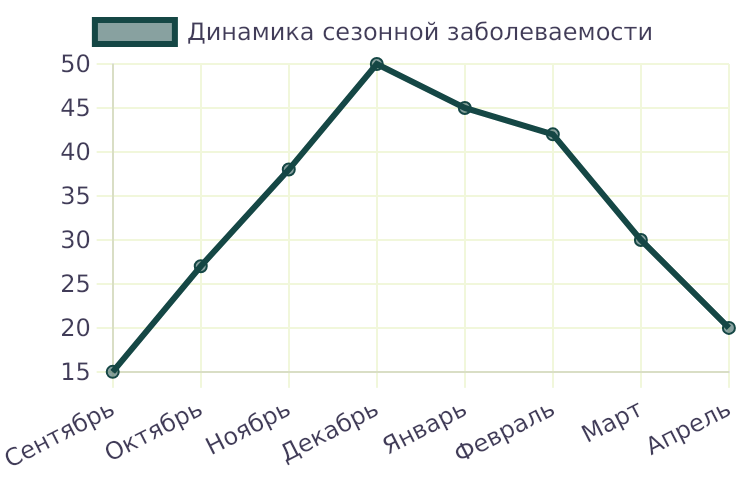 Динамика сезонной заболеваемости
50
45
40
35
30
25
20
15
Сентябрь
Октябрь
Ноябрь
Декабрь
Январь
Февраль
Март
Апрель